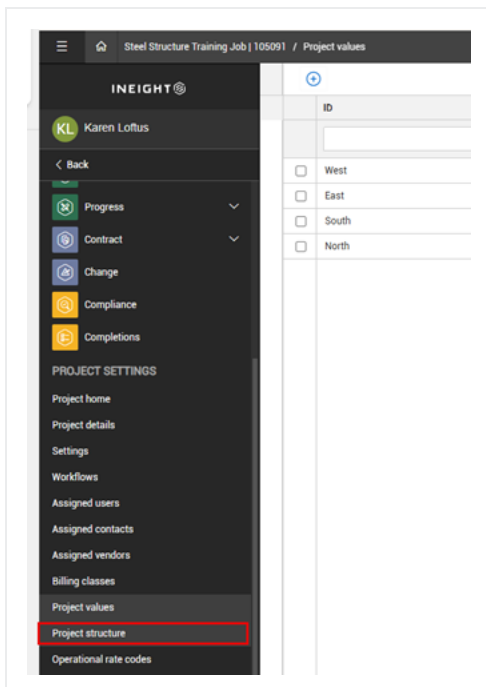 Steel Structure Training Job | 105091 / Project values
INEIGHT
KL Karen Loftus
< Back
Progress
Contract
Change
Compliance
Completions
PROJECT SETTINGS
Project home
Project details
Settings
Workflows
Assigned users
Assigned contacts
Assigned vendors
Billing classes
Project values
Project structure
Operational rate codes
ID
West
East
South
North